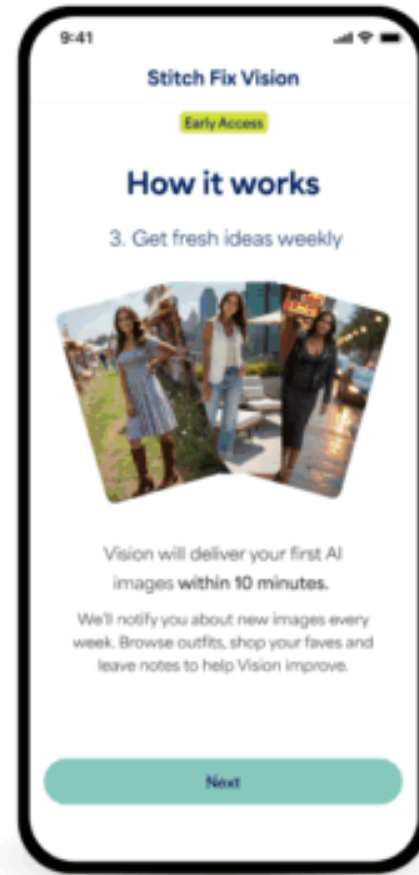 9:41
Stitch Fix Vision
Early Access
How it works
3. Get fresh ideas weekly
Vision will deliver your first AI
images within 10 minutes.
We'll notify you about new images every
week. Browse outfits, shop your faves and
leave notes to help Vision improve.
Next